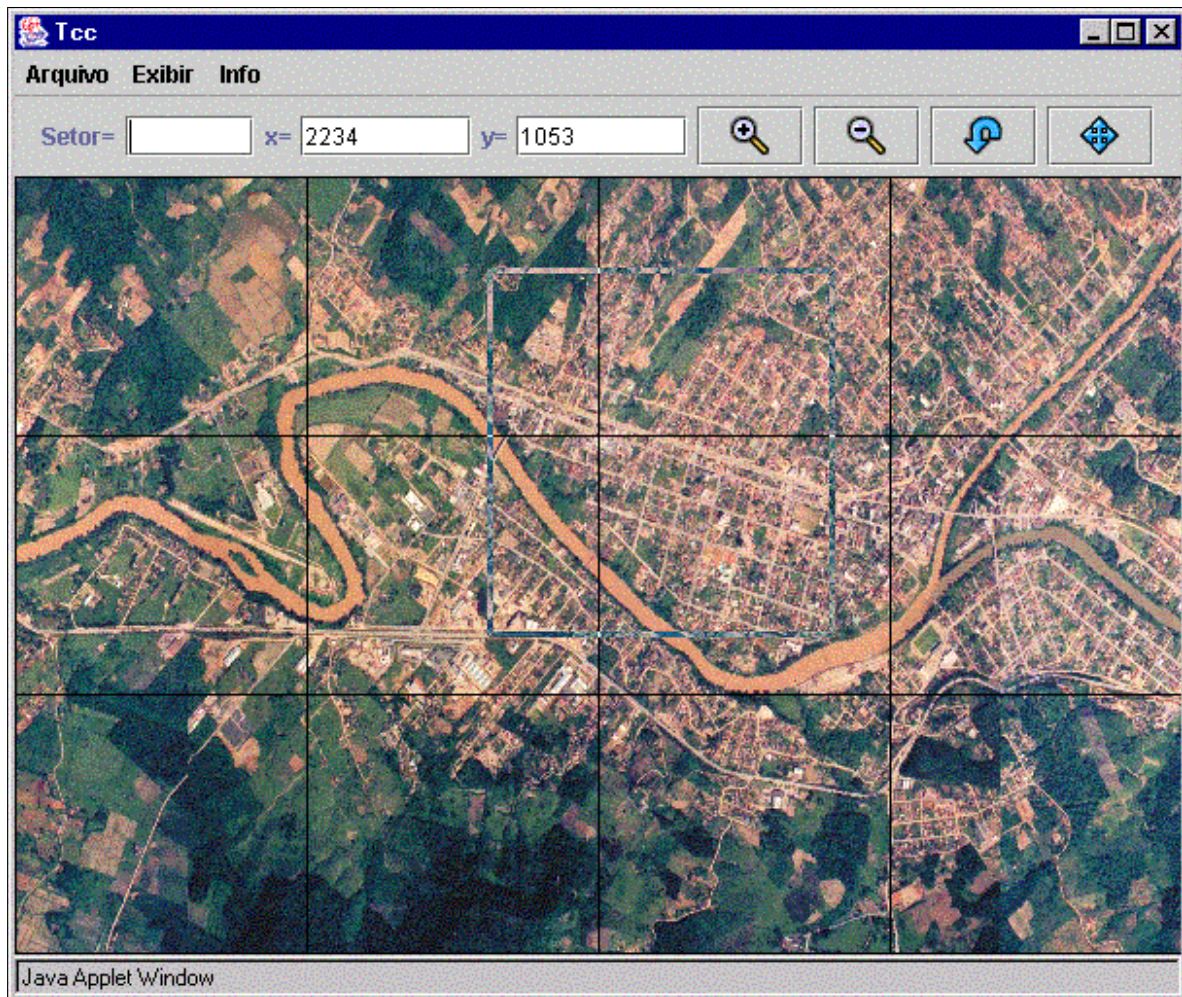 Tcc
Arquivo Exibir Info
Setor= x= 2234 y= 1053
Java Applet Window